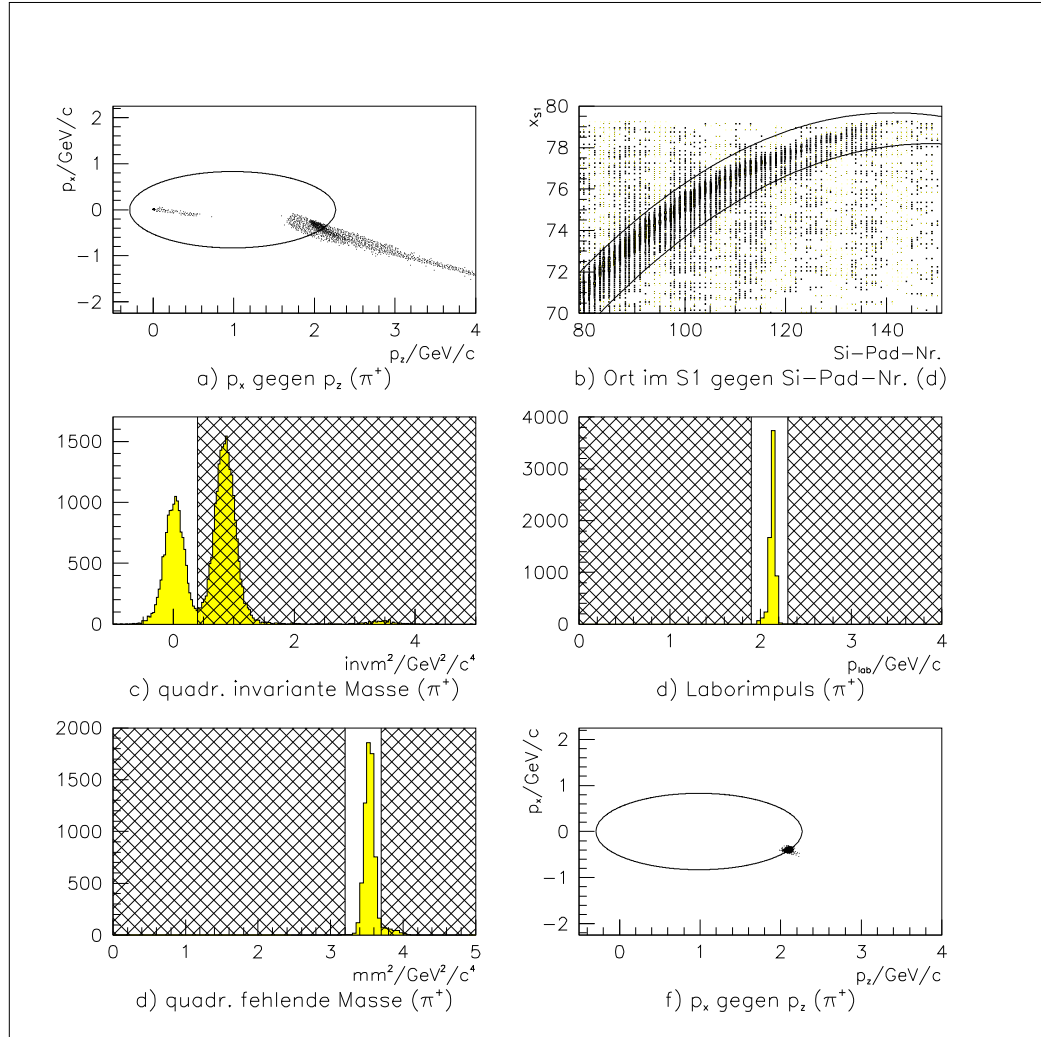 2
1
0
−1
−2
p_x/GeV/c
0 1 2 3 4
p_z/GeV/c
a) p_x gegen p_z (π⁺)
80
78
76
74
72
70
x_S1
80 100 120 140
Si−Pad−Nr.
b) Ort im S1 gegen Si−Pad−Nr. (d)
1500
1000
500
0
0 2 4
invm²/GeV²/c⁴
c) quadr. invariante Masse (π⁺)
4000
3000
2000
1000
0
0 1 2 3 4
p_lab/GeV/c
d) Laborimpuls (π⁺)
2000
1500
1000
500
0
0 1 2 3 4 5
mm²/GeV²/c⁴
d) quadr. fehlende Masse (π⁺)
2
1
0
−1
−2
p_x/GeV/c
0 1 2 3 4
p_z/GeV/c
f) p_x gegen p_z (π⁺)